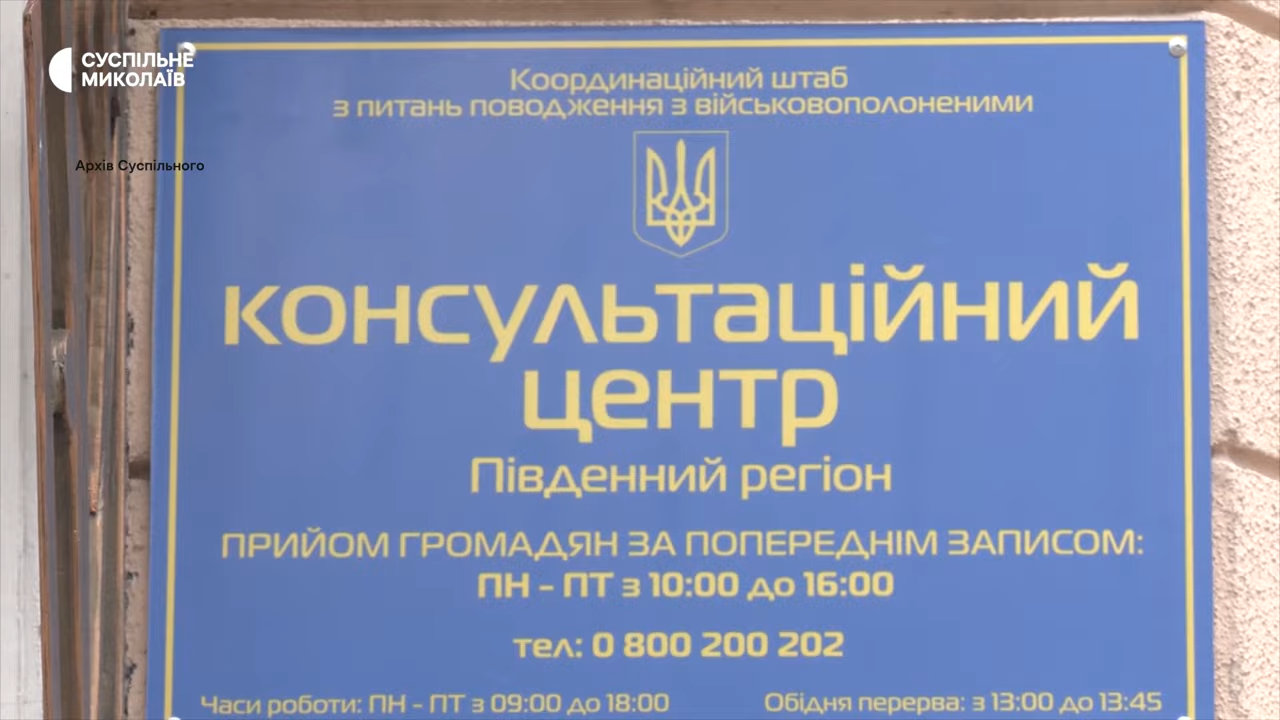 СУСПІЛЬНЕ
МИКОЛАЇВ
Архів Суспільного
Координаційний штаб
з питань поводження з військовополоненими
консультаційний
центр
Південний регіон
ПРИЙОМ ГРОМАДЯН ЗА ПОПЕРЕДНІМ ЗАПИСОМ:
ПН - ПТ з 10:00 до 16:00
тел: 0 800 200 202
Часи роботи: ПН - ПТ з 09:00 до 18:00
Обідня перерва: з 13:00 до 13:45